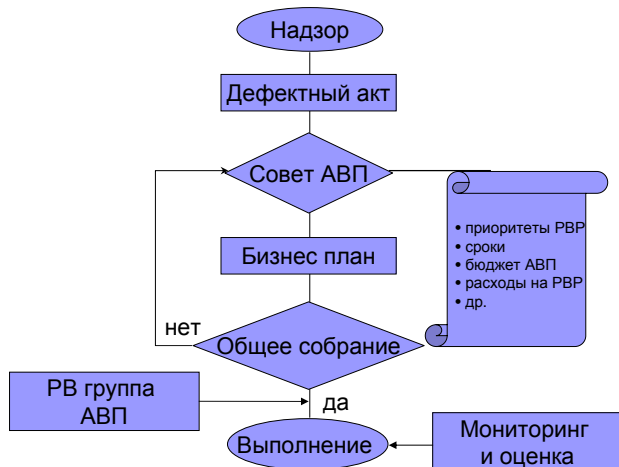 Надзор
Дефектный акт
Совет АВП
• приоритеты РВР
• сроки
• бюджет АВП
• расходы на РВР
• др.
Бизнес план
нет
Общее собрание
РВ группа
АВП
да
Выполнение
Мониторинг
и оценка